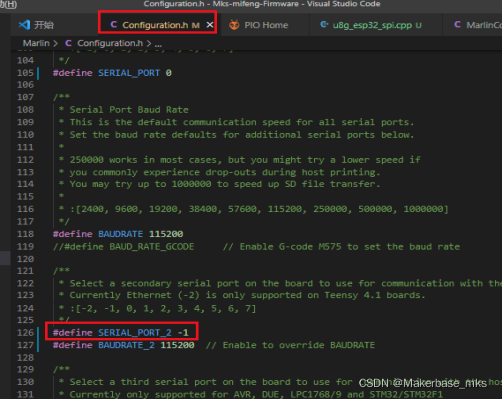 Configuration.h - Mks-mifeng-Firmware - Visual Studio Code
开始
Configuration.h M
PIO Home
u8g_esp32_spi.cpp U
MarlinCo
Marlin > Configuration.h > ...
104 */
105 #define SERIAL_PORT 0
106
107 /**
108 * Serial Port Baud Rate
109 * This is the default communication speed for all serial ports.
110 * Set the baud rate defaults for additional serial ports below.
111 *
112 * 250000 works in most cases, but you might try a lower speed if
113 * you commonly experience drop-outs during host printing.
114 * You may try up to 1000000 to speed up SD file transfer.
115 *
116 * :[2400, 9600, 19200, 38400, 57600, 115200, 250000, 500000, 1000000]
117 */
118 #define BAUDRATE 115200
119 //#define BAUD_RATE_GCODE // Enable G-code M575 to set the baud rate
120
121 /**
122 * Select a secondary serial port on the board to use for communication with the
123 * Currently Ethernet (-2) is only supported on Teensy 4.1 boards.
124 * :[-2, -1, 0, 1, 2, 3, 4, 5, 6, 7]
125 */
126 #define SERIAL_PORT_2 -1
127 #define BAUDRATE_2 115200 // Enable to override BAUDRATE
128
129 /**
130 * Select a third serial port on the board to use for
131 * Currently only supported for AVR, DUE, LPC1768/9 and STM32/STM32F1
CSDN @Makerbase_mks